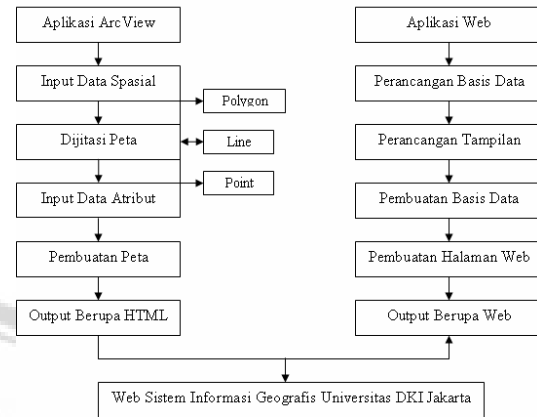 Aplikasi ArcView
Input Data Spasial
Polygon
Dijitasi Peta
Line
Input Data Atribut
Point
Pembuatan Peta
Output Berupa HTML
Aplikasi Web
Perancangan Basis Data
Perancangan Tampilan
Pembuatan Basis Data
Pembuatan Halaman Web
Output Berupa Web
Web Sistem Informasi Geografis Universitas DKI Jakarta